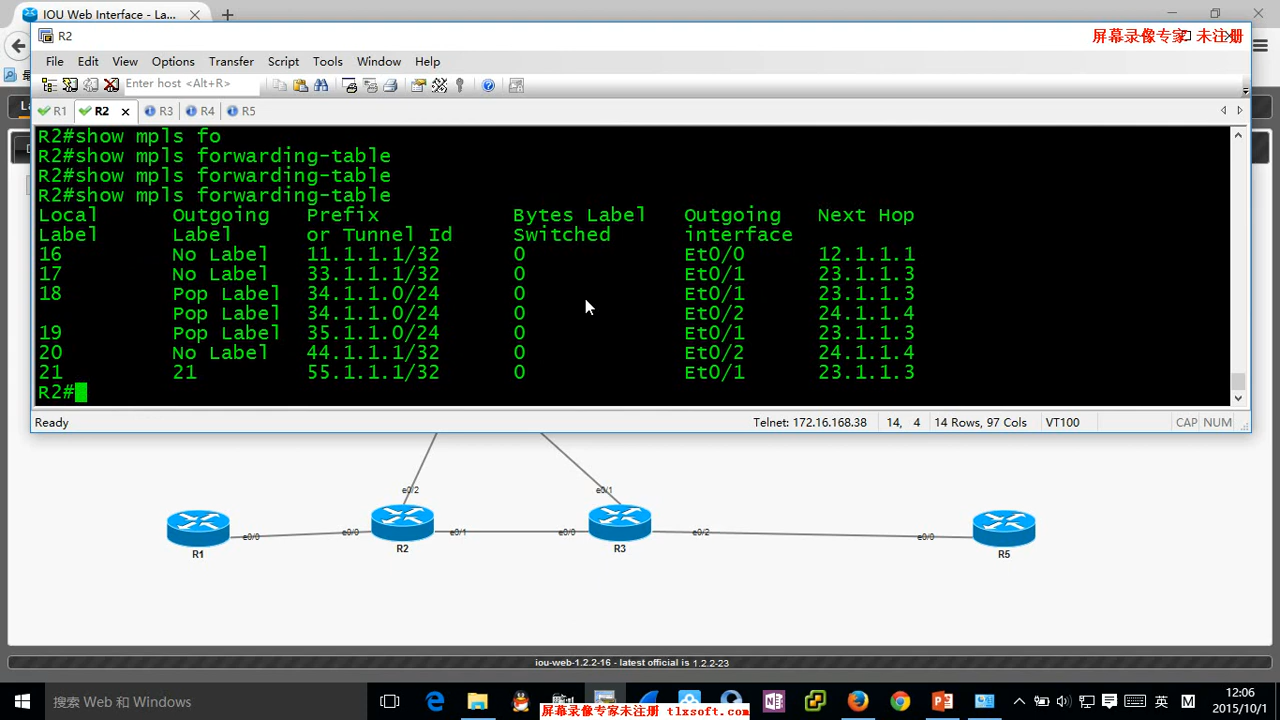 IOU Web Interface - La...
R2
屏幕录像专家 未注册
File Edit View Options Transfer Script Tools Window Help
Enter host <Alt+R>
R1 R2 R3 R4 R5
R2#show mpls fo
R2#show mpls forwarding-table
R2#show mpls forwarding-table
R2#show mpls forwarding-table
Local Outgoing Prefix Bytes Label Outgoing Next Hop
Label Label or Tunnel Id Switched interface
16 No Label 11.1.1.1/32 0 Et0/0 12.1.1.1
17 No Label 33.1.1.1/32 0 Et0/1 23.1.1.3
18 Pop Label 34.1.1.0/24 0 Et0/1 23.1.1.3
Pop Label 34.1.1.0/24 0 Et0/2 24.1.1.4
19 Pop Label 35.1.1.0/24 0 Et0/1 23.1.1.3
20 No Label 44.1.1.1/32 0 Et0/2 24.1.1.4
21 21 55.1.1.1/32 0 Et0/1 23.1.1.3
R2#
Ready Telnet: 172.16.168.38 14, 4 14 Rows, 97 Cols VT100 CAP NUM
e0/2 e0/1
e0/0 e0/0 e0/1 e0/0 e0/2 e0/0
R1 R2 R3 R5
iou-web-1.2.2-16 - latest official is 1.2.2-23
搜索 Web 和 Windows
英
12:06
2015/10/1
屏幕录像专家未注册 tlxsoft.com